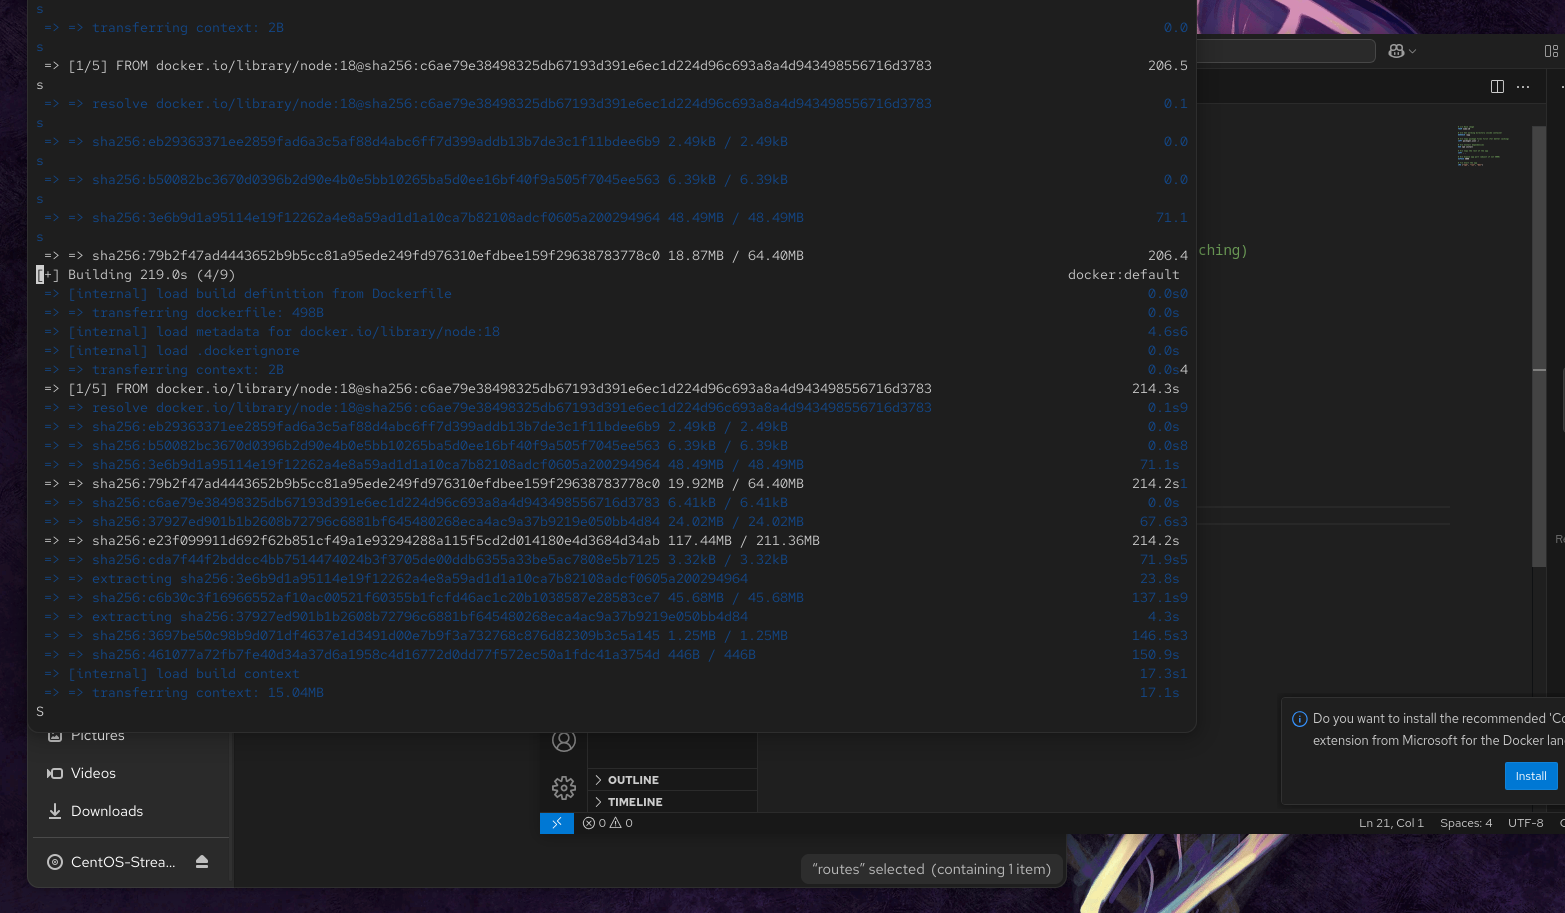 s
=> => transferring context: 2B 0.0
s
=> [1/5] FROM docker.io/library/node:18@sha256:c6ae79e38498325db67193d391e6ec1d224d96c693a8a4d943498556716d3783 206.5
s
=> => resolve docker.io/library/node:18@sha256:c6ae79e38498325db67193d391e6ec1d224d96c693a8a4d943498556716d3783 0.1
s
=> => sha256:eb29363371ee2859fad6a3c5af88d4abc6ff7d399addb13b7de3c1f11bdee6b9 2.49kB / 2.49kB 0.0
s
=> => sha256:b50082bc3670d0396b2d90e4b0e5bb10265ba5d0ee16bf40f9a505f7045ee563 6.39kB / 6.39kB 0.0
s
=> => sha256:3e6b9d1a95114e19f12262a4e8a59ad1d1a10ca7b82108adcf0605a200294964 48.49MB / 48.49MB 71.1
s
=> => sha256:79b2f47ad4443652b9b5cc81a95ede249fd976310efdbee159f29638783778c0 18.87MB / 64.40MB 206.4
ching)
[+] Building 219.0s (4/9) docker:default
=> [internal] load build definition from Dockerfile 0.0s0
=> => transferring dockerfile: 498B 0.0s
=> [internal] load metadata for docker.io/library/node:18 4.6s6
=> [internal] load .dockerignore 0.0s
=> => transferring context: 2B 0.0s4
=> [1/5] FROM docker.io/library/node:18@sha256:c6ae79e38498325db67193d391e6ec1d224d96c693a8a4d943498556716d3783 214.3s
=> => resolve docker.io/library/node:18@sha256:c6ae79e38498325db67193d391e6ec1d224d96c693a8a4d943498556716d3783 0.1s9
=> => sha256:eb29363371ee2859fad6a3c5af88d4abc6ff7d399addb13b7de3c1f11bdee6b9 2.49kB / 2.49kB 0.0s
=> => sha256:b50082bc3670d0396b2d90e4b0e5bb10265ba5d0ee16bf40f9a505f7045ee563 6.39kB / 6.39kB 0.0s8
=> => sha256:3e6b9d1a95114e19f12262a4e8a59ad1d1a10ca7b82108adcf0605a200294964 48.49MB / 48.49MB 71.1s
=> => sha256:79b2f47ad4443652b9b5cc81a95ede249fd976310efdbee159f29638783778c0 19.92MB / 64.40MB 214.2s1
=> => sha256:c6ae79e38498325db67193d391e6ec1d224d96c693a8a4d943498556716d3783 6.41kB / 6.41kB 0.0s
=> => sha256:37927ed901b1b2608b72796c6881bf645480268eca4ac9a37b9219e050bb4d84 24.02MB / 24.02MB 67.6s3
=> => sha256:e23f099911d692f62b851cf49a1e93294288a115f5cd2d014180e4d3684d34ab 117.44MB / 211.36MB 214.2s
=> => sha256:cda7f44f2bddcc4bb7514474024b3f3705de00ddb6355a33be5ac7808e5b7125 3.32kB / 3.32kB 71.9s5
=> => extracting sha256:3e6b9d1a95114e19f12262a4e8a59ad1d1a10ca7b82108adcf0605a200294964 23.8s
=> => sha256:c6b30c3f16966552af10ac00521f60355b1fcfd46ac1c20b1038587e28583ce7 45.68MB / 45.68MB 137.1s9
=> => extracting sha256:37927ed901b1b2608b72796c6881bf645480268eca4ac9a37b9219e050bb4d84 4.3s
=> => sha256:3697be50c98b9d071df4637e1d3491d00e7b9f3a732768c876d82309b3c5a145 1.25MB / 1.25MB 146.5s3
=> => sha256:461077a72fb7fe40d34a37d6a1958c4d16772d0dd77f572ec50a1fdc41a3754d 446B / 446B 150.9s
=> [internal] load build context 17.3s1
=> => transferring context: 15.04MB 17.1s
S
Do you want to install the recommended 'Co
extension from Microsoft for the Docker lan
Install
Pictures
Videos
Downloads
CentOS-Strea...
OUTLINE
TIMELINE
0 0
Ln 21, Col 1 Spaces: 4 UTF-8
"routes" selected (containing 1 item)